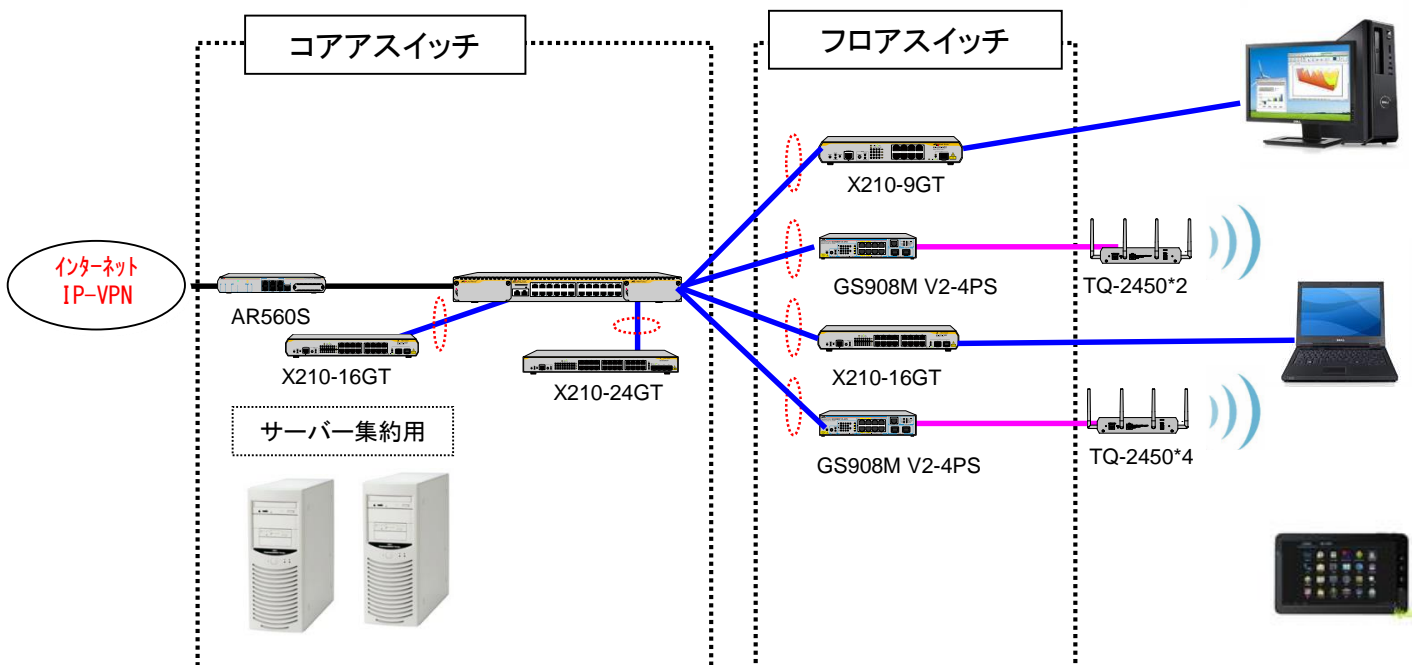 コアアスイッチ
フロアスイッチ
インターネット
IP-VPN
AR560S
X210-16GT
X210-24GT
サーバー集約用
X210-9GT
GS908M V2-4PS
TQ-2450*2
X210-16GT
GS908M V2-4PS
TQ-2450*4